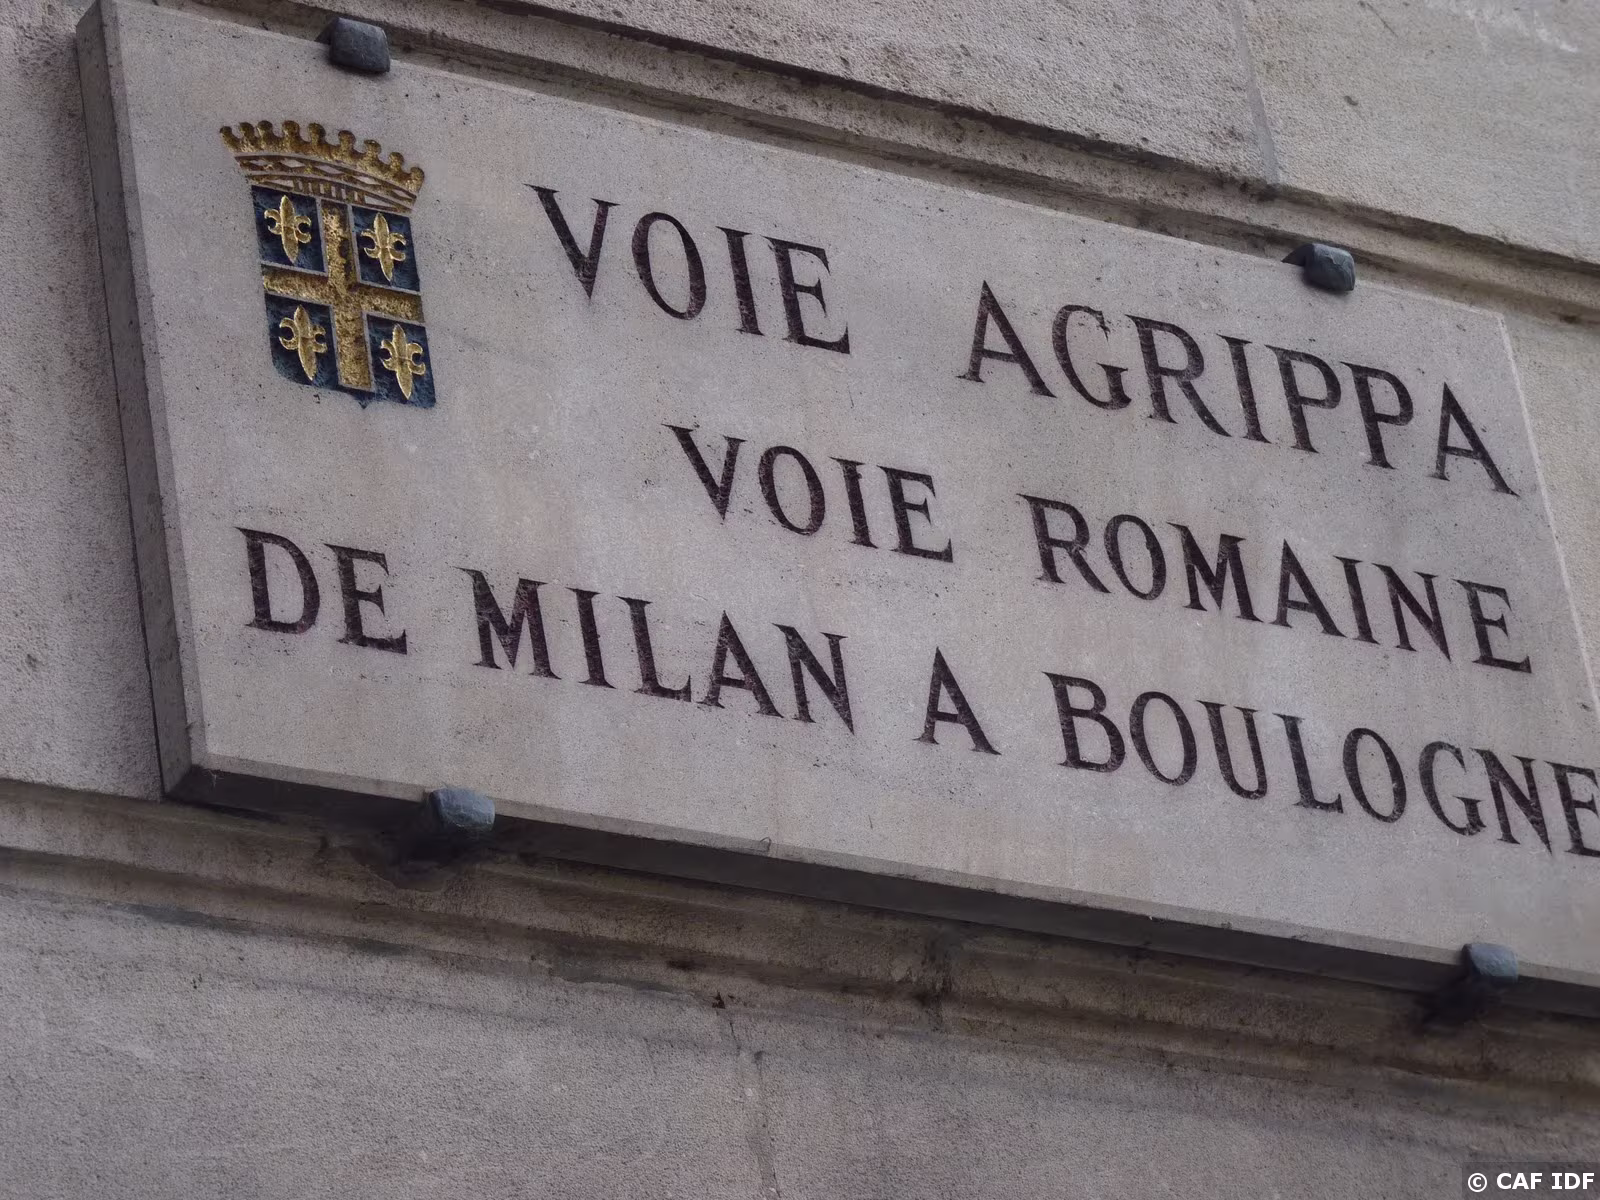 VOIE AGRIPPA
VOIE ROMAINE
DE MILAN A BOULOGNE
© CAF IDF